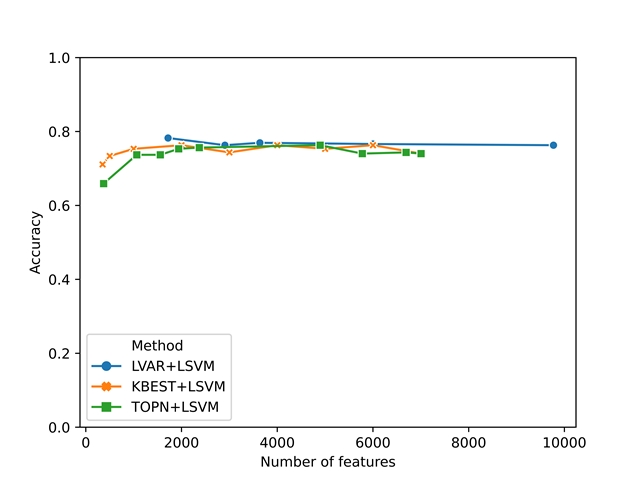 1.0
0.8
0.6
0.4
0.2
0.0
Accuracy
Method
LVAR+LSVM
KBEST+LSVM
TOPN+LSVM
0 2000 4000 6000 8000 10000
Number of features